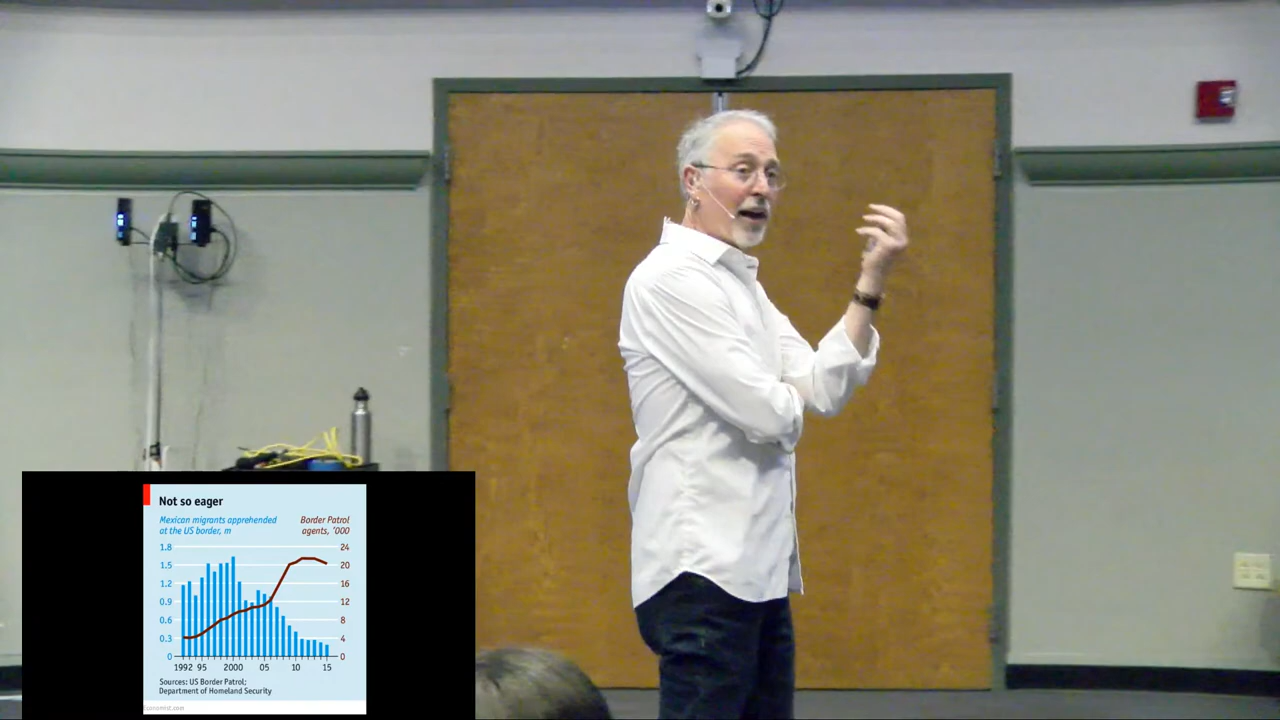 Not so eager
Mexican migrants apprehended Border Patrol
at the US border, m agents, '000
1.8 24
1.5 20
1.2 16
0.9 12
0.6 8
0.3 4
0 0
1992 95 2000 05 10 15
Sources: US Border Patrol;
Department of Homeland Security
Economist.com